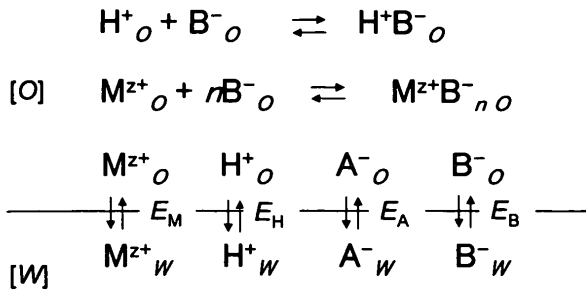 H⁺O + B⁻O ⇌ H⁺B⁻O
[O] Mᶻ⁺O + nB⁻O ⇌ Mᶻ⁺B⁻n O
Mᶻ⁺O H⁺O A⁻O B⁻O
↓↑ EM ↓↑ EH ↓↑ EA ↓↑ EB
Mᶻ⁺W H⁺W A⁻W B⁻W
[W]